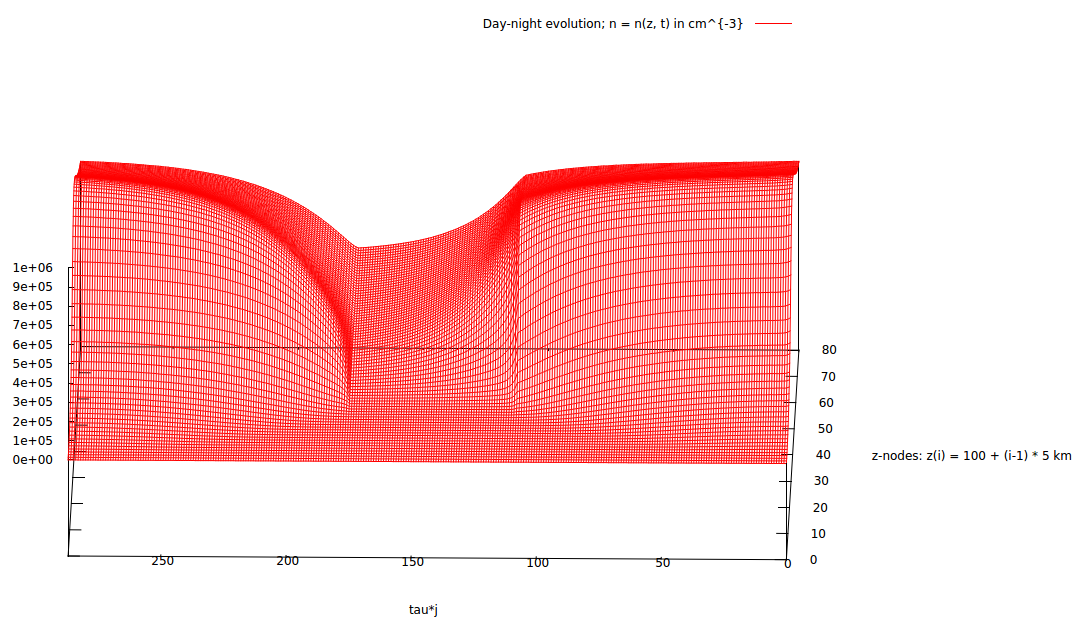 Day-night evolution; n = n(z, t) in cm^{-3}
1e+06
9e+05
8e+05
7e+05
6e+05
5e+05
4e+05
3e+05
2e+05
1e+05
0e+00
80
70
60
50
40
30
20
10
0
z-nodes: z(i) = 100 + (i-1) * 5 km
250 200 150 100 50 0
tau*j